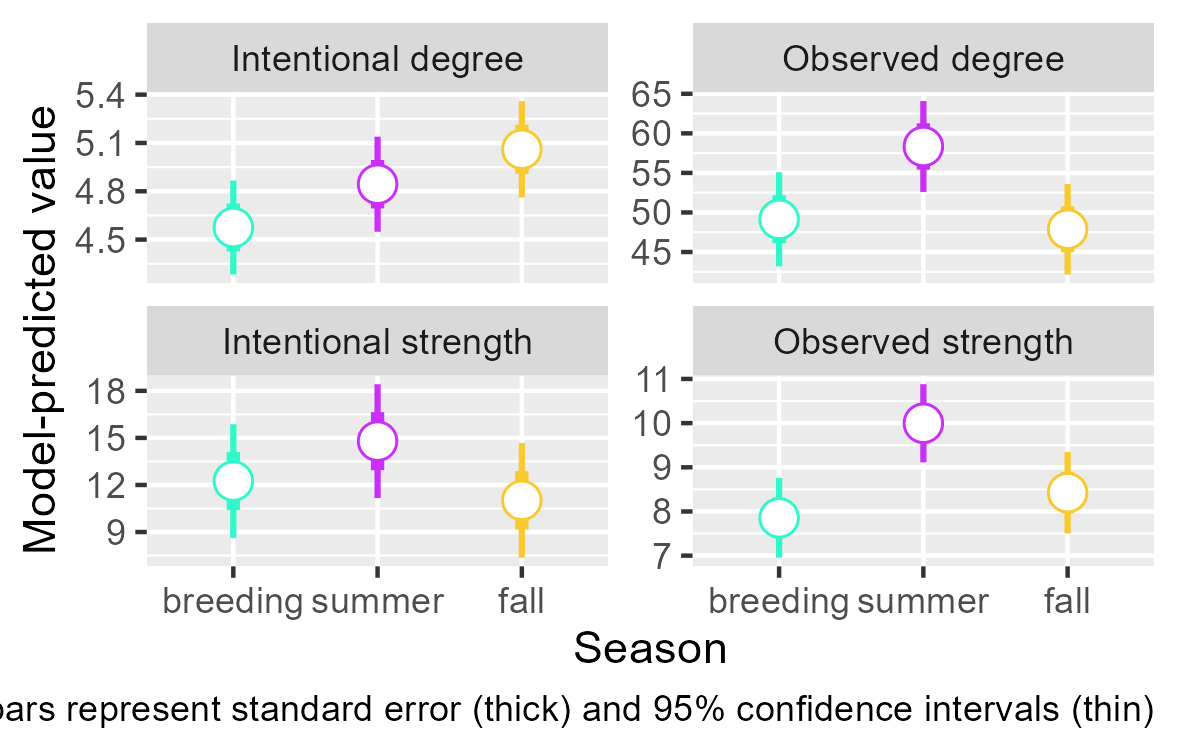 Intentional degree
Observed degree
5.4
5.1
4.8
4.5
65
60
55
50
45
Intentional strength
Observed strength
18
15
12
9
11
10
9
8
7
breeding summer fall
breeding summer fall
Model-predicted value
Season
represent standard error (thick) and 95% confidence intervals (thin)